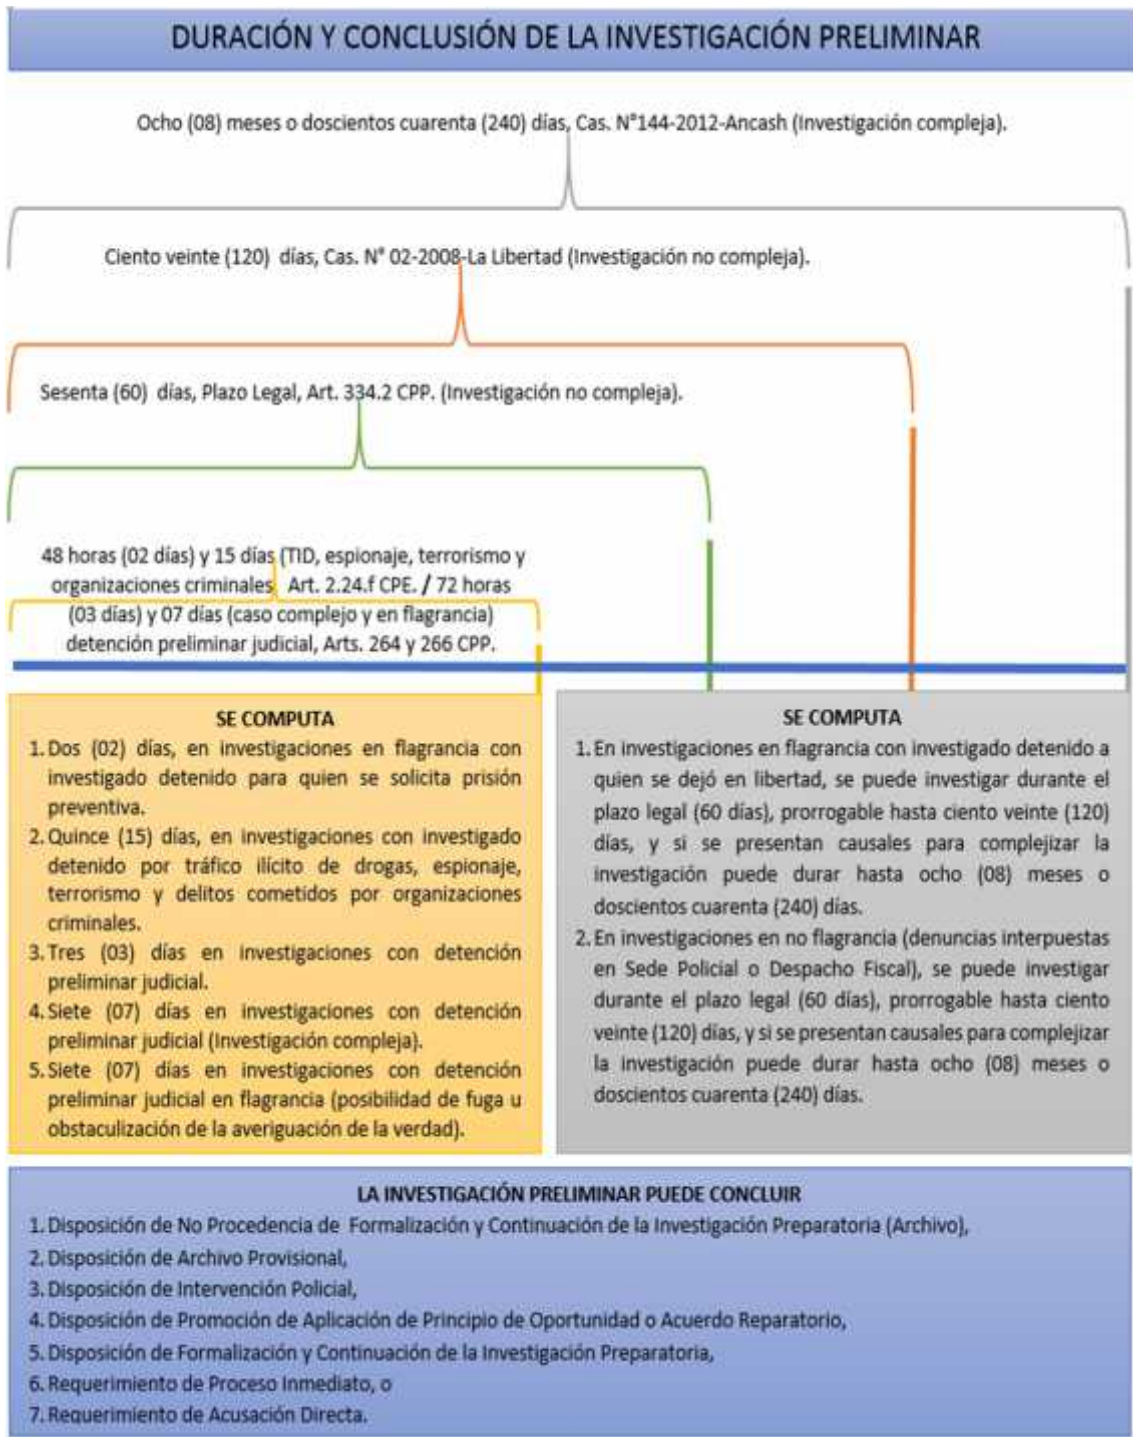 DURACIÓN Y CONCLUSIÓN DE LA INVESTIGACIÓN PRELIMINAR
Ocho (08) meses o doscientos cuarenta (240) días, Cas. N°144-2012-Ancash (Investigación compleja).
Ciento veinte (120) días, Cas. N° 02-2008-La Libertad (Investigación no compleja).
Sesenta (60) días, Plazo Legal, Art. 334.2 CPP. (Investigación no compleja).
48 horas (02 días) y 15 días (TID, espionaje, terrorismo y
organizaciones criminales Art. 2.24.f CPE. / 72 horas
(03 días) y 07 días (caso complejo y en flagrancia)
detención preliminar judicial, Arts. 264 y 266 CPP.
SE COMPUTA
1. Dos (02) días, en investigaciones en flagrancia con
investigado detenido para quien se solicita prisión
preventiva.
2. Quince (15) días, en investigaciones con investigado
detenido por tráfico ilícito de drogas, espionaje,
terrorismo y delitos cometidos por organizaciones
criminales.
3. Tres (03) días en investigaciones con detención
preliminar judicial.
4. Siete (07) días en investigaciones con detención
preliminar judicial (Investigación compleja).
5. Siete (07) días en investigaciones con detención
preliminar judicial en flagrancia (posibilidad de fuga u
obstaculización de la averiguación de la verdad).
SE COMPUTA
1. En investigaciones en flagrancia con investigado detenido a
quien se dejó en libertad, se puede investigar durante el
plazo legal (60 días), prorrogable hasta ciento veinte (120)
días, y si se presentan causales para complejizar la
investigación puede durar hasta ocho (08) meses o
doscientos cuarenta (240) días.
2. En investigaciones en no flagrancia (denuncias interpuestas
en Sede Policial o Despacho Fiscal), se puede investigar
durante el plazo legal (60 días), prorrogable hasta ciento
veinte (120) días, y si se presentan causales para complejizar
la investigación puede durar hasta ocho (08) meses o
doscientos cuarenta (240) días.
LA INVESTIGACIÓN PRELIMINAR PUEDE CONCLUIR
1. Disposición de No Procedencia de Formalización y Continuación de la Investigación Preparatoria (Archivo),
2. Disposición de Archivo Provisional,
3. Disposición de Intervención Policial,
4. Disposición de Promoción de Aplicación de Principio de Oportunidad o Acuerdo Reparatorio,
5. Disposición de Formalización y Continuación de la Investigación Preparatoria,
6. Requerimiento de Proceso Inmediato, o
7. Requerimiento de Acusación Directa.